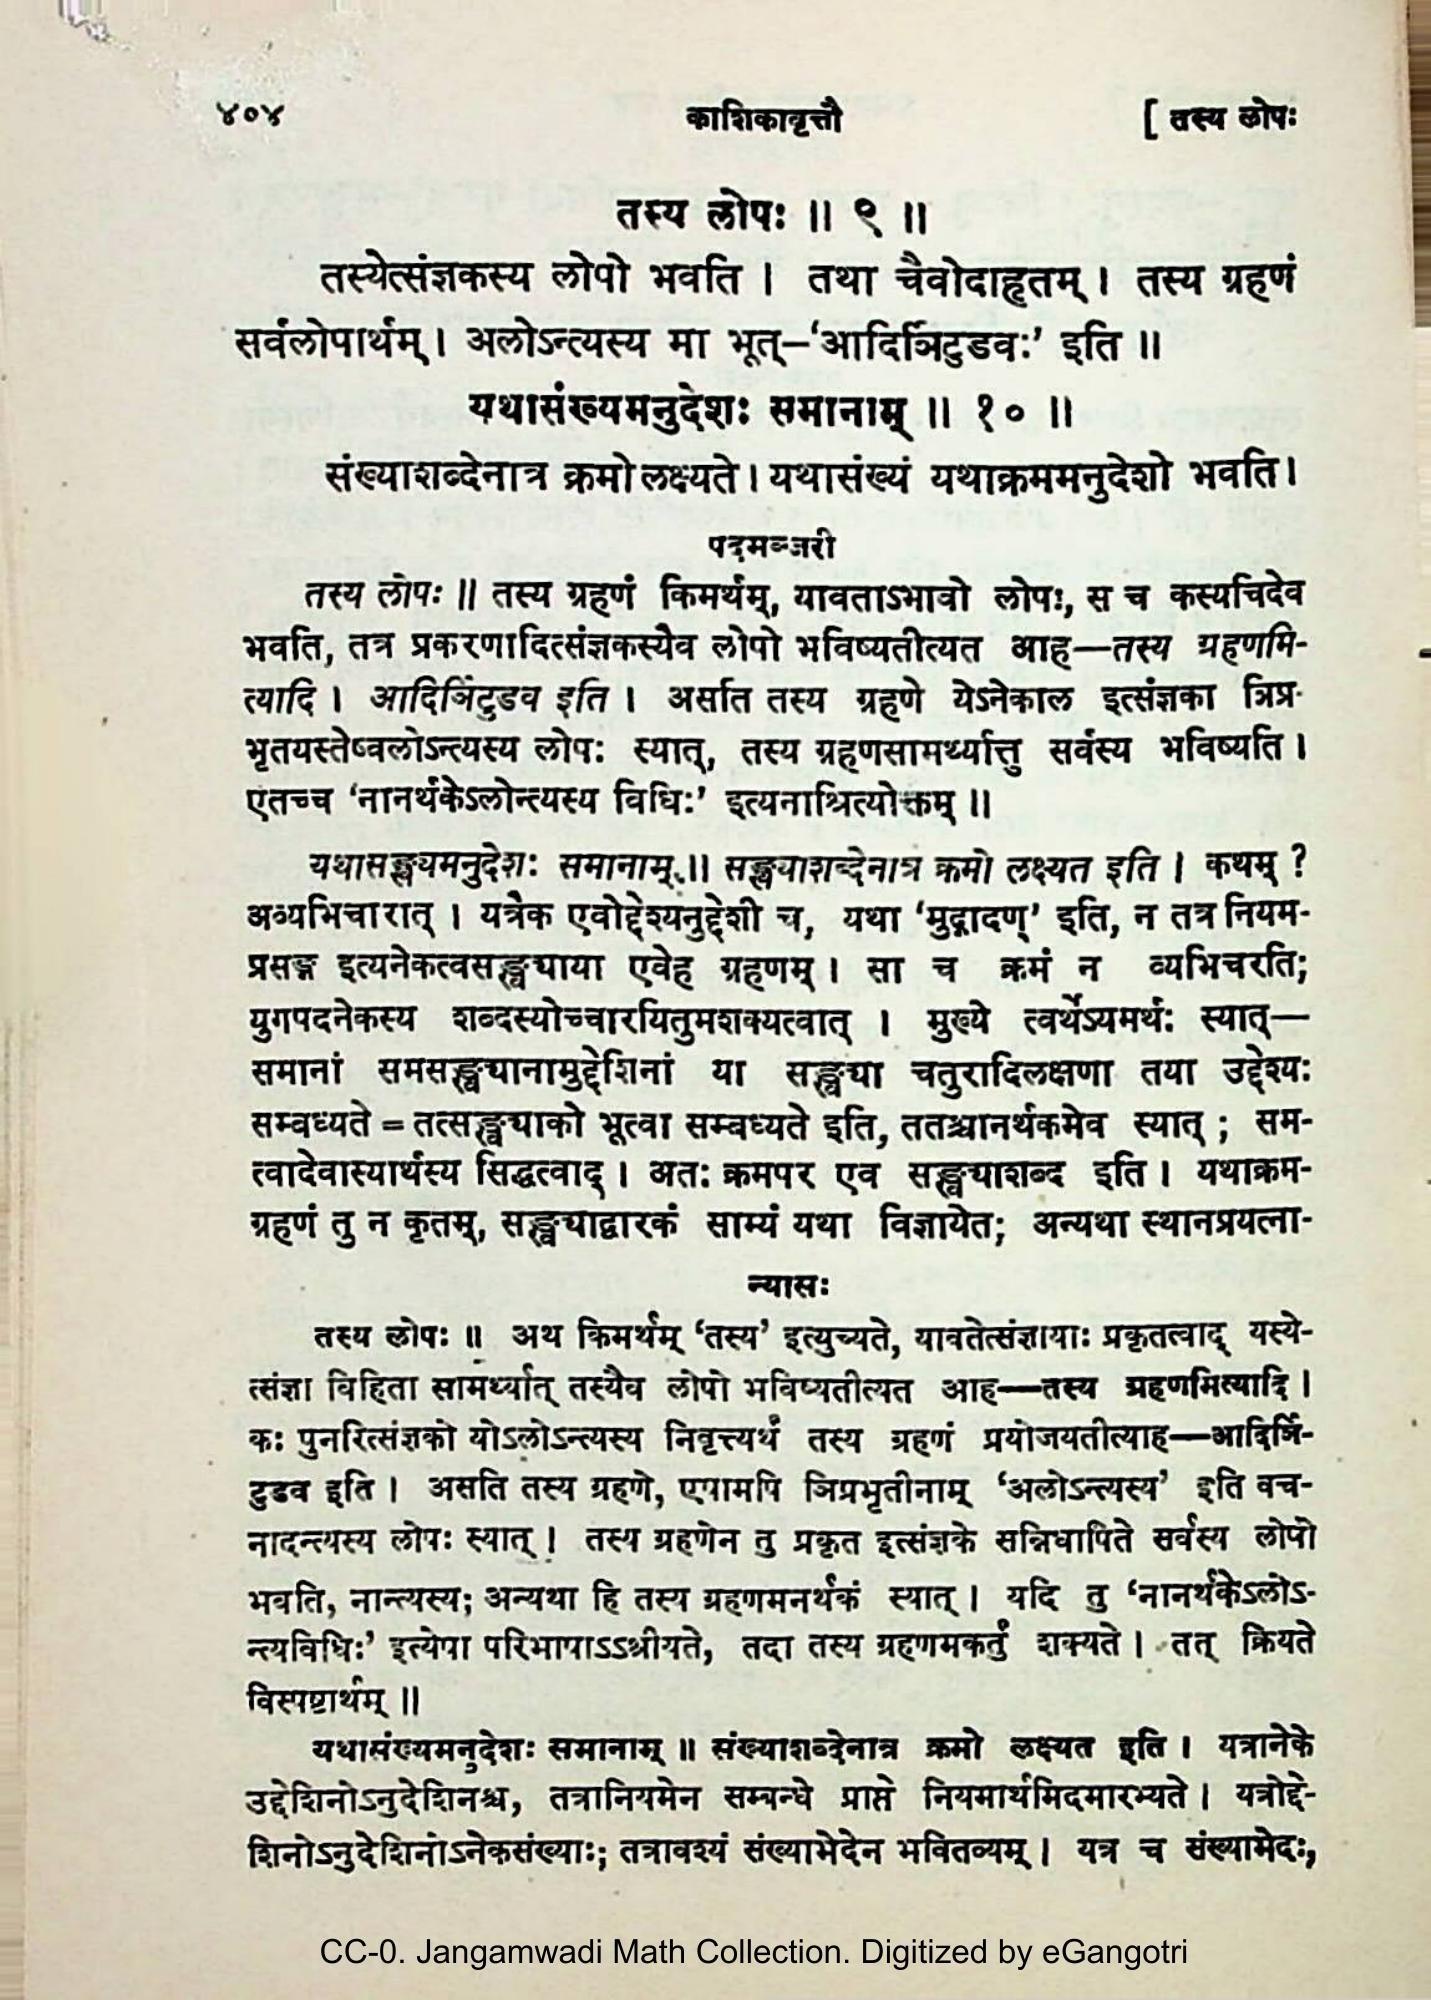 ४०४ काशिकावृत्तौ [ तस्य लोपः
तस्य लोपः ॥ ९ ॥
तस्येत्संज्ञकस्य लोपो भवति । तथा चैवोदाहृतम् । तस्य ग्रहणं
सर्वलोपार्थम् । अलोऽन्त्यस्य मा भूत्–‘आदिर्ञिटुडवः’ इति ॥
यथासंख्यमनुदेशः समानाम् ॥ १० ॥
संख्याशब्देनात्र क्रमो लक्ष्यते । यथासंख्यं यथाक्रममनुदेशो भवति ।
पदमञ्जरी
तस्य लोपः ॥ तस्य ग्रहणं किमर्थम्, यावताऽभावो लोपः, स च कस्यचिदेव
भवति, तत्र प्रकरणादित्संज्ञकस्यैव लोपो भविष्यतीत्यत आह—तस्य ग्रहणमि-
त्यादि । आदिर्ञिटुडव इति । असति तस्य ग्रहणे येऽनेकाल इत्संज्ञका ञिप्र-
भृतयस्तेष्वलोऽन्त्यस्य लोपः स्यात्, तस्य ग्रहणसामर्थ्यात्तु सर्वस्य भविष्यति ।
एतच्च ‘नानर्थकेऽलोन्त्यस्य विधिः’ इत्यनाश्रित्योक्तम् ॥
यथासङ्ख्यमनुदेशः समानाम् ॥ सङ्ख्याशब्देनात्र क्रमो लक्ष्यत इति । कथम् ?
अव्यभिचारात् । यत्रैक एवोद्देश्यनुद्देशी च, यथा ‘मुद्गादण्’ इति, न तत्र नियम-
प्रसङ्ग इत्यनेकत्वसङ्ख्याया एवेह ग्रहणम् । सा च क्रमं न व्यभिचरति;
युगपदनेकस्य शब्दस्योच्चारयितुमशक्यत्वात् । मुख्ये त्वर्थेऽयमर्थः स्यात्—
समानां समसङ्ख्यानामुद्देशिनां या सङ्ख्या चतुरादिलक्षणा तया उद्देश्यः
सम्बध्यते = तत्सङ्ख्याको भूत्वा सम्बध्यते इति, ततश्चानर्थकमेव स्यात् ; सम-
त्वादेवास्यार्थस्य सिद्धत्वाद् । अतः क्रमपर एव सङ्ख्याशब्द इति । यथाक्रम-
ग्रहणं तु न कृतम्, सङ्ख्याद्वारकं साम्यं यथा विज्ञायेत; अन्यथा स्थानप्रयत्ना-
न्यासः
तस्य लोपः ॥ अथ किमर्थम् ‘तस्य’ इत्युच्यते, यावतेत्संज्ञायाः प्रकृतत्वाद् यस्ये-
त्संज्ञा विहिता सामर्थ्यात् तस्यैव लोपो भविष्यतीत्यत आह—तस्य ग्रहणमित्यादि ।
कः पुनरित्संज्ञको योऽलोऽन्त्यस्य निवृत्त्यर्थं तस्य ग्रहणं प्रयोजयतीत्याह—आदिर्ञि-
टुडव इति । असति तस्य ग्रहणे, एषामपि ञिप्रभृतीनाम् ‘अलोऽन्त्यस्य’ इति वच-
नादन्त्यस्य लोपः स्यात् । तस्य ग्रहणेन तु प्रकृत इत्संज्ञके सन्निधापिते सर्वस्य लोपो
भवति, नान्त्यस्य; अन्यथा हि तस्य ग्रहणमनर्थकं स्यात् । यदि तु ‘नानर्थकेऽलोऽ-
न्त्यविधिः’ इत्येषा परिभाषाऽऽश्रीयते, तदा तस्य ग्रहणमकर्तुं शक्यते । तत् क्रियते
विस्पष्टार्थम् ॥
यथासंख्यमनुदेशः समानाम् ॥ संख्याशब्देनात्र क्रमो लक्ष्यत इति । यत्रानेके
उद्देशिनोऽनुदेशिनश्च, तत्रानियमेन सम्बन्धे प्राप्ते नियमार्थमिदमारभ्यते । यत्रोद्दे-
शिनोऽनुदेशिनोऽनेकसंख्याः; तत्रावश्यं संख्याभेदेन भवितव्यम् । यत्र च संख्याभेदः,
CC-0. Jangamwadi Math Collection. Digitized by eGangotri